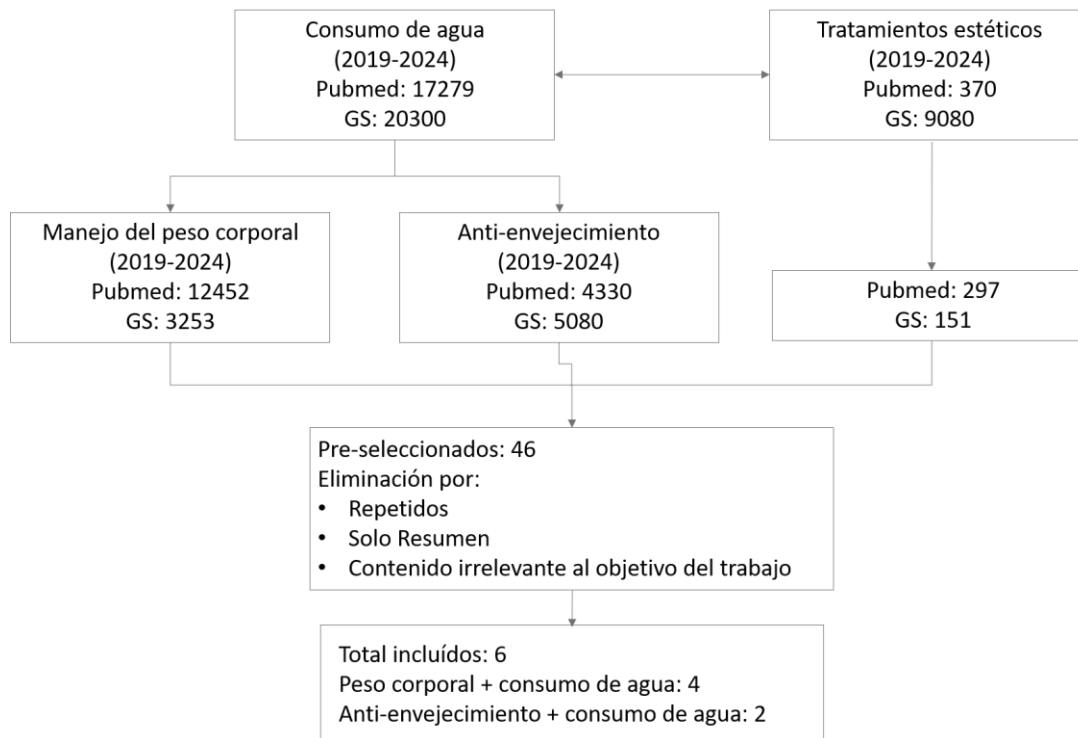 Consumo de agua
(2019-2024)
Pubmed: 17279
GS: 20300
Tratamientos estéticos
(2019-2024)
Pubmed: 370
GS: 9080
Manejo del peso corporal
(2019-2024)
Pubmed: 12452
GS: 3253
Anti-envejecimiento
(2019-2024)
Pubmed: 4330
GS: 5080
Pubmed: 297
GS: 151
Pre-seleccionados: 46
Eliminación por:
• Repetidos
• Solo Resumen
• Contenido irrelevante al objetivo del trabajo
Total incluídos: 6
Peso corporal + consumo de agua: 4
Anti-envejecimiento + consumo de agua: 2